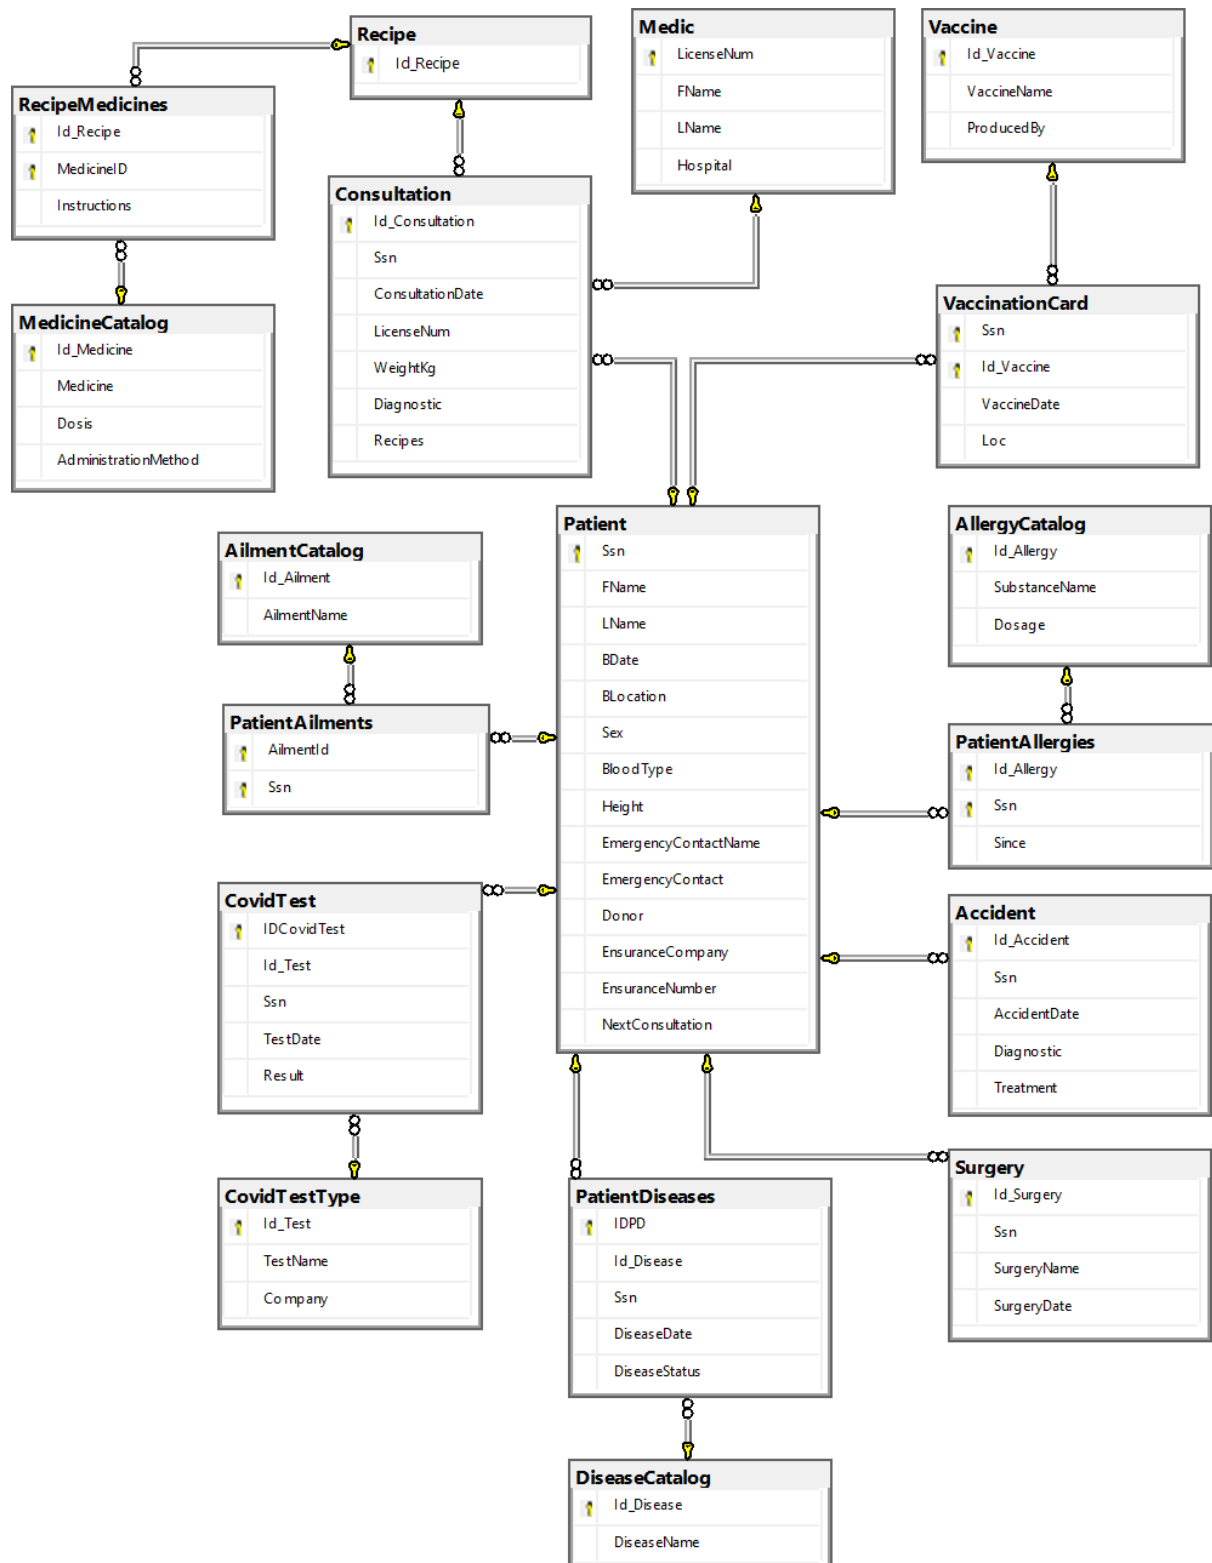 Recipe
Id_Recipe
RecipeMedicines
Id_Recipe
MedicineID
Instructions
MedicineCatalog
Id_Medicine
Medicine
Dosis
AdministrationMethod
Consultation
Id_Consultation
Ssn
ConsultationDate
LicenseNum
WeightKg
Diagnostic
Recipes
Medic
LicenseNum
FName
LName
Hospital
Vaccine
Id_Vaccine
VaccineName
ProducedBy
VaccinationCard
Ssn
Id_Vaccine
VaccineDate
Loc
Patient
Ssn
FName
LName
BDate
BLocation
Sex
BloodType
Height
EmergencyContactName
EmergencyContact
Donor
EnsuranceCompany
EnsuranceNumber
NextConsultation
AilmentCatalog
Id_Ailment
AilmentName
PatientAilments
AilmentId
Ssn
AllergyCatalog
Id_Allergy
SubstanceName
Dosage
PatientAllergies
Id_Allergy
Ssn
Since
CovidTest
IDCovidTest
Id_Test
Ssn
TestDate
Result
CovidTestType
Id_Test
TestName
Company
Accident
Id_Accident
Ssn
AccidentDate
Diagnostic
Treatment
PatientDiseases
IDPD
Id_Disease
Ssn
DiseaseDate
DiseaseStatus
Surgery
Id_Surgery
Ssn
SurgeryName
SurgeryDate
DiseaseCatalog
Id_Disease
DiseaseName